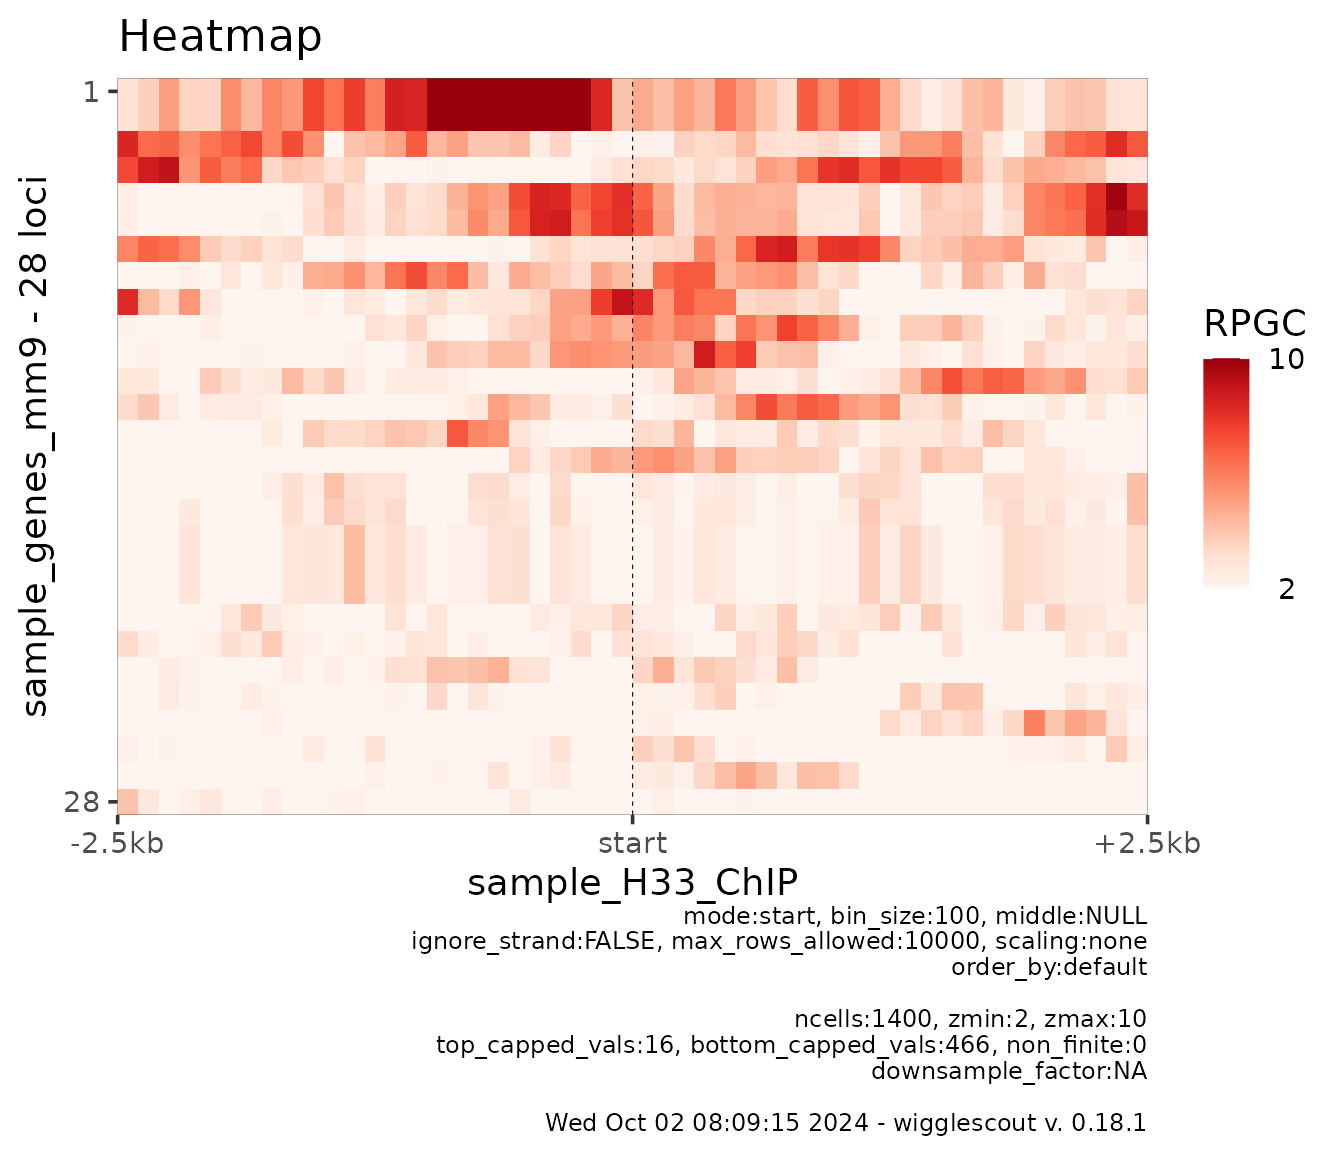 Heatmap
1
sample_genes_mm9 - 28 loci
28
-2.5kb
start
+2.5kb
sample_H33_ChIP
RPGC
10
2
mode:start, bin_size:100, middle:NULL
ignore_strand:FALSE, max_rows_allowed:10000, scaling:none
order_by:default
ncells:1400, zmin:2, zmax:10
top_capped_vals:16, bottom_capped_vals:466, non_finite:0
downsample_factor:NA
Wed Oct 02 08:09:15 2024 - wigglescout v. 0.18.1